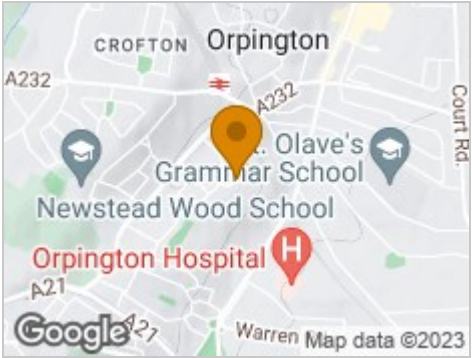 CROFTON
Orpington
A232
A232
Court Rd.
t. Olave's
Grammar School
Newstead Wood School
Orpington Hospital
H
A21
A21
Google
Warren
Map data ©2023